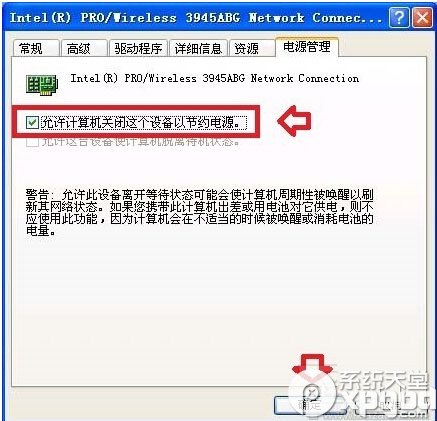 Intel(R) PRO/Wireless 3945ABG Network Connec...
常规 高级 驱动程序 详细信息 资源 电源管理
Intel(R) PRO/Wireless 3945ABG Network Connection
允许计算机关闭这个设备以节约电源。
允许这台设备使计算机脱离待机状态。
警告: 允许此设备离开等待状态可能会使计算机周期性被唤醒以刷
新其网络状态。如果您携带此计算机出差或用电池对它供电，则不
应使用此功能，因为计算机会在不适当的时候被唤醒或消耗电池的
电量。
系统天堂
确定